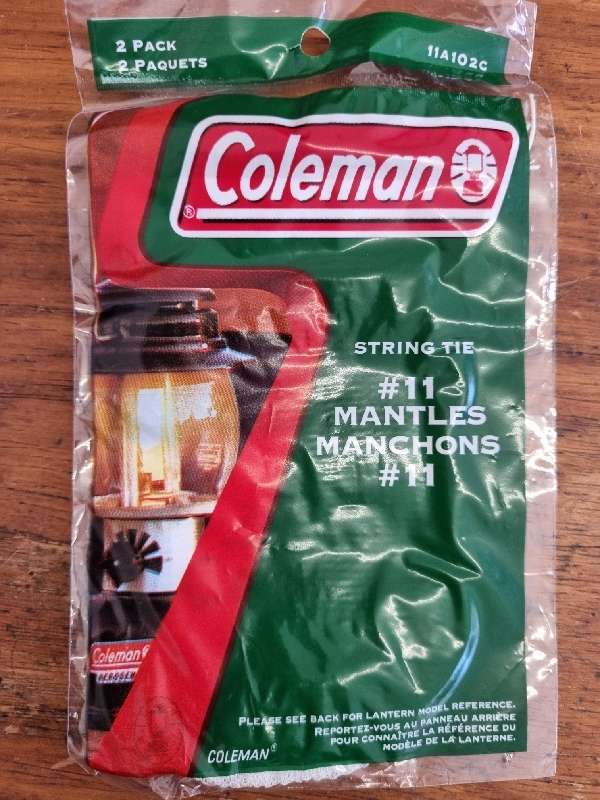 2 PACK
2 PAQUETS
11A102C
Coleman
®
STRING TIE
#11
MANTLES
MANCHONS
#11
Coleman
PLEASE SEE BACK FOR LANTERN MODEL REFERENCE.
REPORTEZ-VOUS AU PANNEAU ARRIÈRE
POUR CONNAÎTRE LA RÉFÉRENCE DU
MODÈLE DE LA LANTERNE.
COLEMAN®